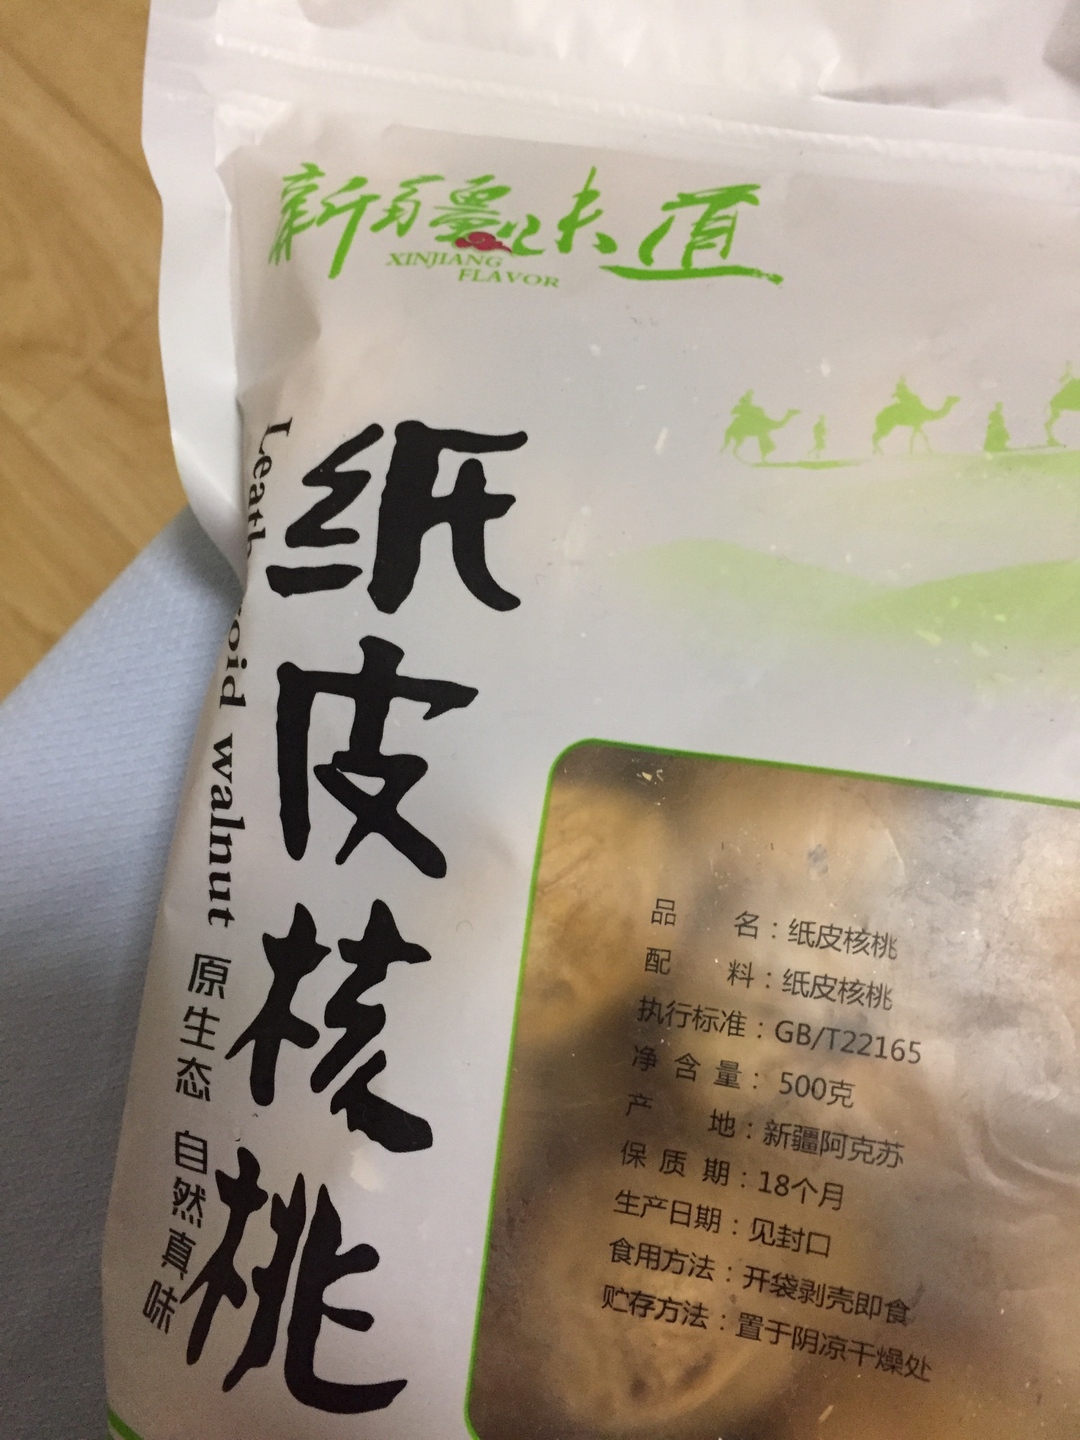 新疆味道
XINJIANG
FLAVOR
纸皮核桃
walnut 原生态 自然真味
品名：纸皮核桃
配料：纸皮核桃
执行标准：GB/T22165
净含量：500克
产地：新疆阿克苏
保质期：18个月
生产日期：见封口
食用方法：开袋剥壳即食
贮存方法：置于阴凉干燥处